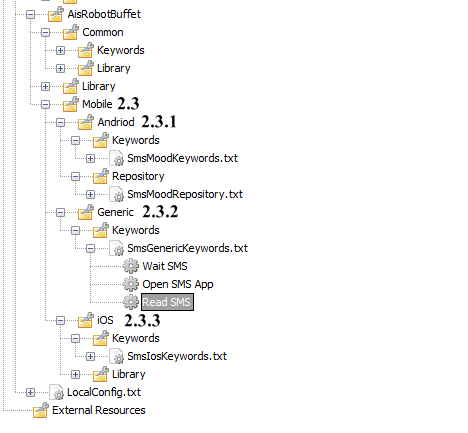 AisRobotBuffet
Common
Keywords
Library
Library
Mobile 2.3
Andriod 2.3.1
Keywords
SmsMoodKeywords.txt
Repository
SmsMoodRepository.txt
Generic 2.3.2
Keywords
SmsGenericKeywords.txt
Wait SMS
Open SMS App
Read SMS
iOS 2.3.3
Keywords
SmsIosKeywords.txt
Library
LocalConfig.txt
External Resources